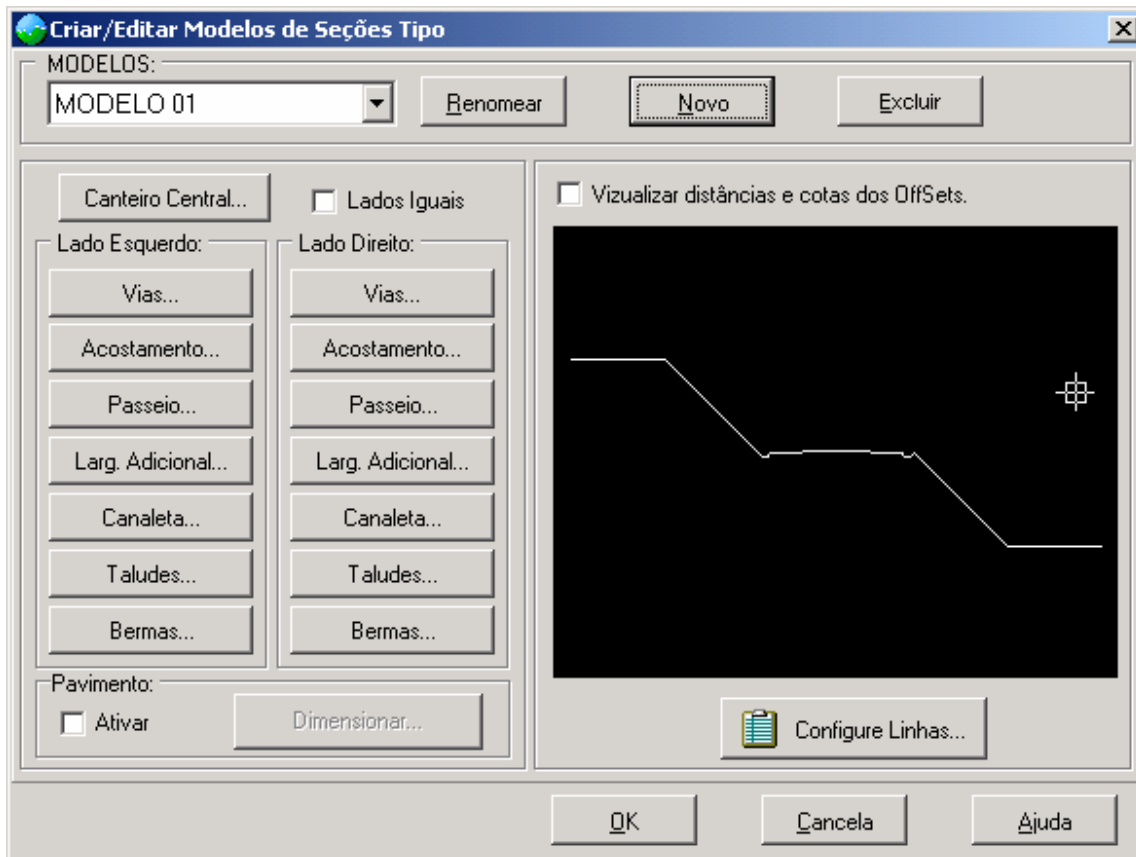 Criar/Editar Modelos de Seções Tipo
MODELOS:
MODELO 01
Renomear
Novo
Excluir
Canteiro Central...
Lados Iguais
Lado Esquerdo:
Vias...
Acostamento...
Passeio...
Larg. Adicional...
Canaleta...
Taludes...
Bermas...
Lado Direito:
Vias...
Acostamento...
Passeio...
Larg. Adicional...
Canaleta...
Taludes...
Bermas...
Pavimento:
Ativar
Dimensionar...
Vizualizar distâncias e cotas dos OffSets.
Configure Linhas...
OK
Cancela
Ajuda